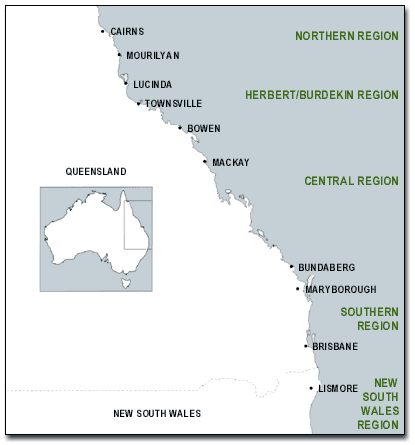 CAIRNS
NORTHERN REGION
MOURILYAN
LUCINDA
HERBERT/BURDEKIN REGION
TOWNSVILLE
BOWEN
MACKAY
QUEENSLAND
CENTRAL REGION
BUNDABERG
MARYBOROUGH
SOUTHERN
REGION
BRISBANE
LISMORE
NEW
SOUTH
WALES
REGION
NEW SOUTH WALES